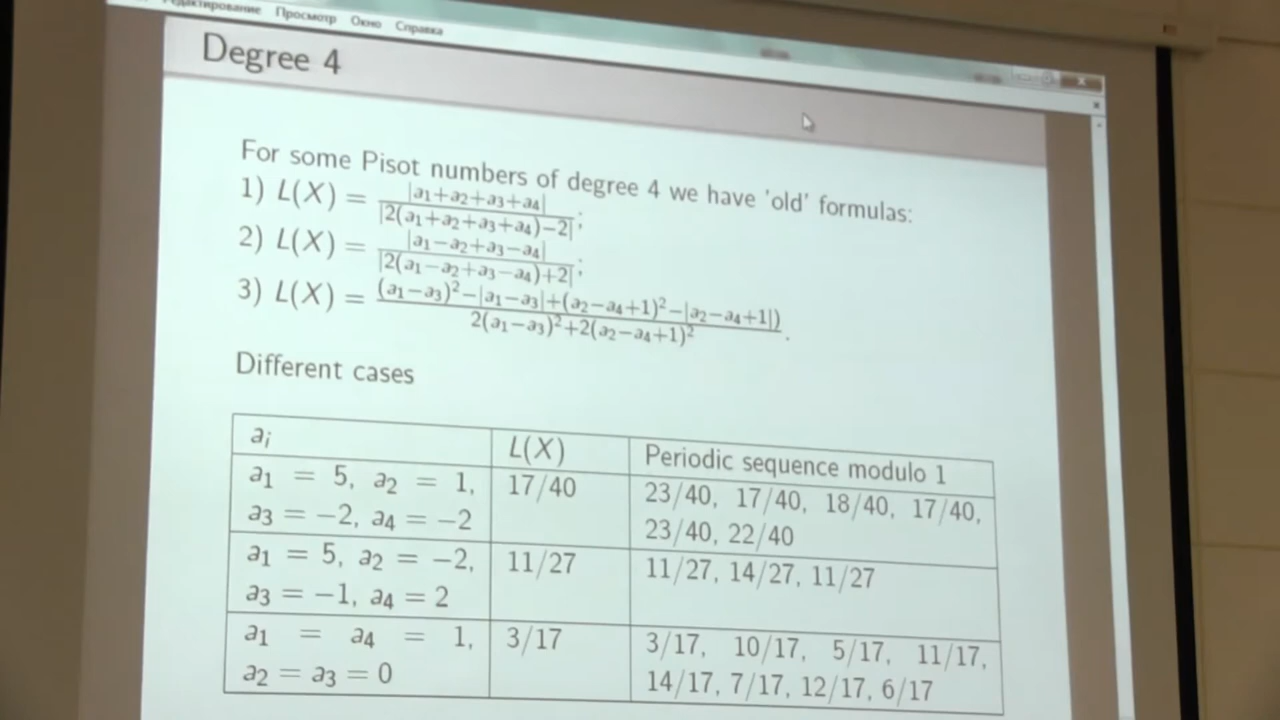 Редактирование Просмотр Окно Справка
Degree 4
For some Pisot numbers of degree 4 we have 'old' formulas:
1) L(X) = |a₁+a₂+a₃+a₄| / |2(a₁+a₂+a₃+a₄)−2|;
2) L(X) = |a₁−a₂+a₃−a₄| / |2(a₁−a₂+a₃−a₄)+2|;
3) L(X) = (a₁−a₃)²−|a₁−a₃|+(a₂−a₄+1)²−|a₂−a₄+1|) / 2(a₁−a₃)²+2(a₂−a₄+1)².
Different cases
aᵢ L(X) Periodic sequence modulo 1
a₁ = 5, a₂ = 1, 17/40 23/40, 17/40, 18/40, 17/40,
a₃ = −2, a₄ = −2 23/40, 22/40
a₁ = 5, a₂ = −2, 11/27 11/27, 14/27, 11/27
a₃ = −1, a₄ = 2
a₁ = a₄ = 1, 3/17 3/17, 10/17, 5/17, 11/17,
a₂ = a₃ = 0 14/17, 7/17, 12/17, 6/17